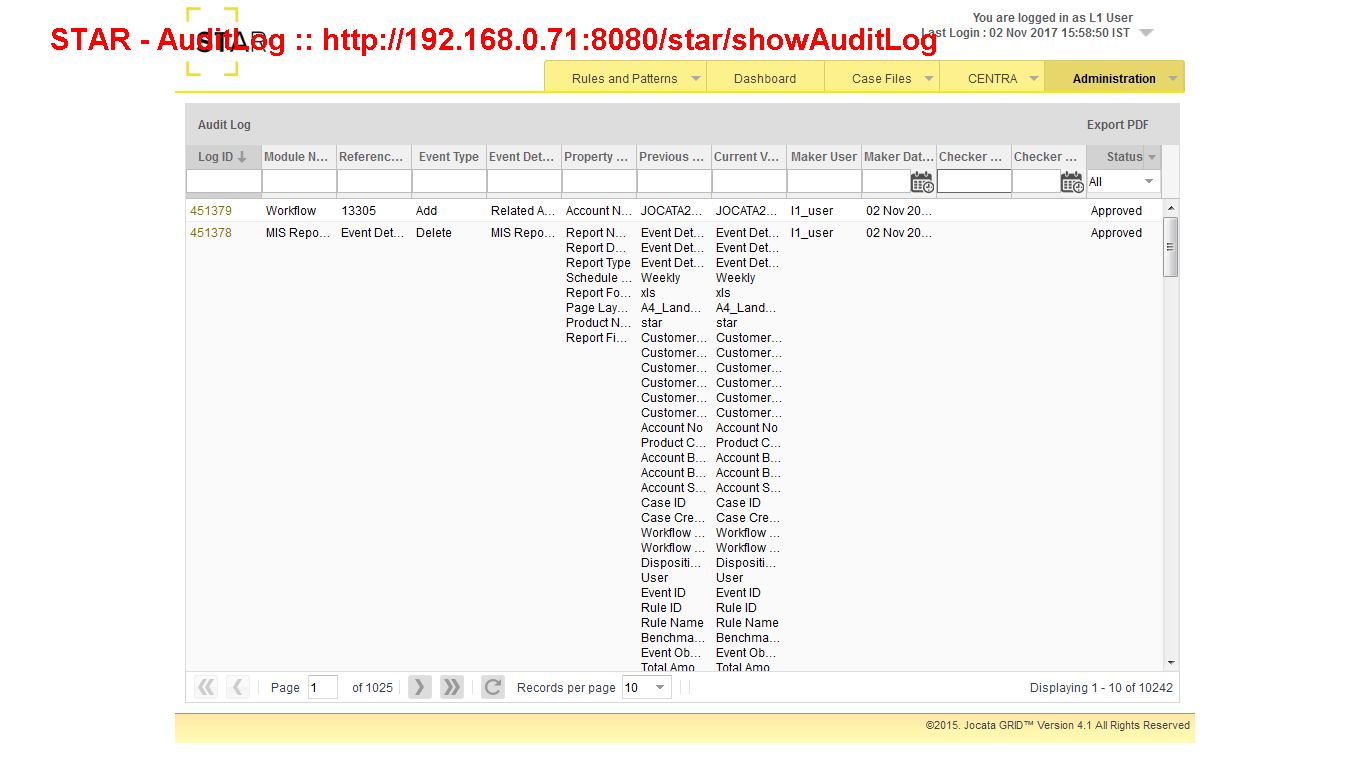 You are logged in as L1 User
STAR - AuditLog :: http://192.168.0.71:8080/star/showAuditLog
STAR
Last Login : 02 Nov 2017 15:58:50 IST
Rules and Patterns Dashboard Case Files CENTRA Administration
Audit Log Export PDF
Log ID Module N... Referenc... Event Type Event Det... Property ... Previous ... Current V... Maker User Maker Dat... Checker ... Checker ... Status
All
451379 Workflow 13305 Add Related A... Account N... JOCATA2... JOCATA2... l1_user 02 Nov 20... Approved
451378 MIS Repo... Event Det... Delete MIS Repo... Report N... Event Det... Event Det... l1_user 02 Nov 20... Approved
Report D... Event Det... Event Det...
Report Type Event Det... Event Det...
Schedule ... Weekly Weekly
Report Fo... xls xls
Page Lay... A4_Land... A4_Land...
Product N... star star
Report Fi... Customer... Customer...
Customer... Customer...
Customer... Customer...
Customer... Customer...
Customer... Customer...
Customer... Customer...
Account No Account No
Product C... Product C...
Account B... Account B...
Account B... Account B...
Account S... Account S...
Case ID Case ID
Case Cre... Case Cre...
Workflow ... Workflow ...
Workflow ... Workflow ...
Dispositi... Dispositi...
User User
Event ID Event ID
Rule ID Rule ID
Rule Name Rule Name
Benchma... Benchma...
Event Ob... Event Ob...
Total Amo Total Amo
Page 1 of 1025 Records per page 10 Displaying 1 - 10 of 10242
©2015. Jocata GRID™ Version 4.1 All Rights Reserved